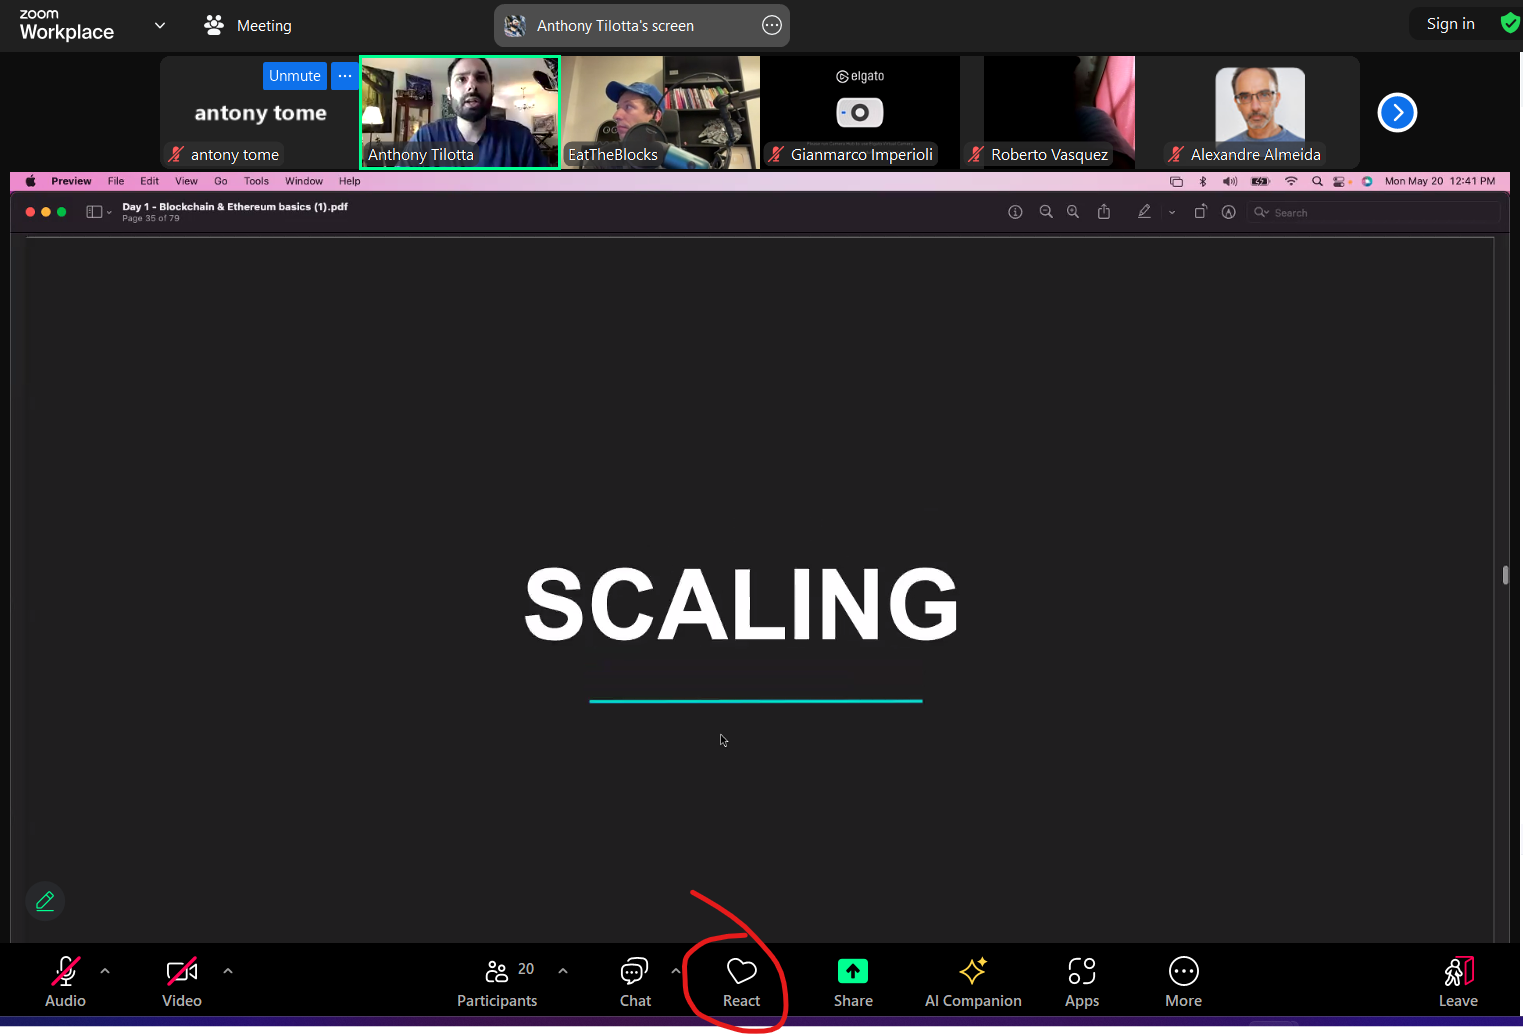 zoom
Workplace
Meeting
Anthony Tilotta's screen
Sign in
Unmute
antony tome
antony tome
Anthony Tilotta
EatTheBlocks
elgato
Gianmarco Imperioli
Roberto Vasquez
Alexandre Almeida
Preview File Edit View Go Tools Window Help
Mon May 20 12:41 PM
Day 1 - Blockchain & Ethereum basics (1).pdf
Page 35 of 79
Search
SCALING
20
Audio Video Participants Chat React Share AI Companion Apps More Leave